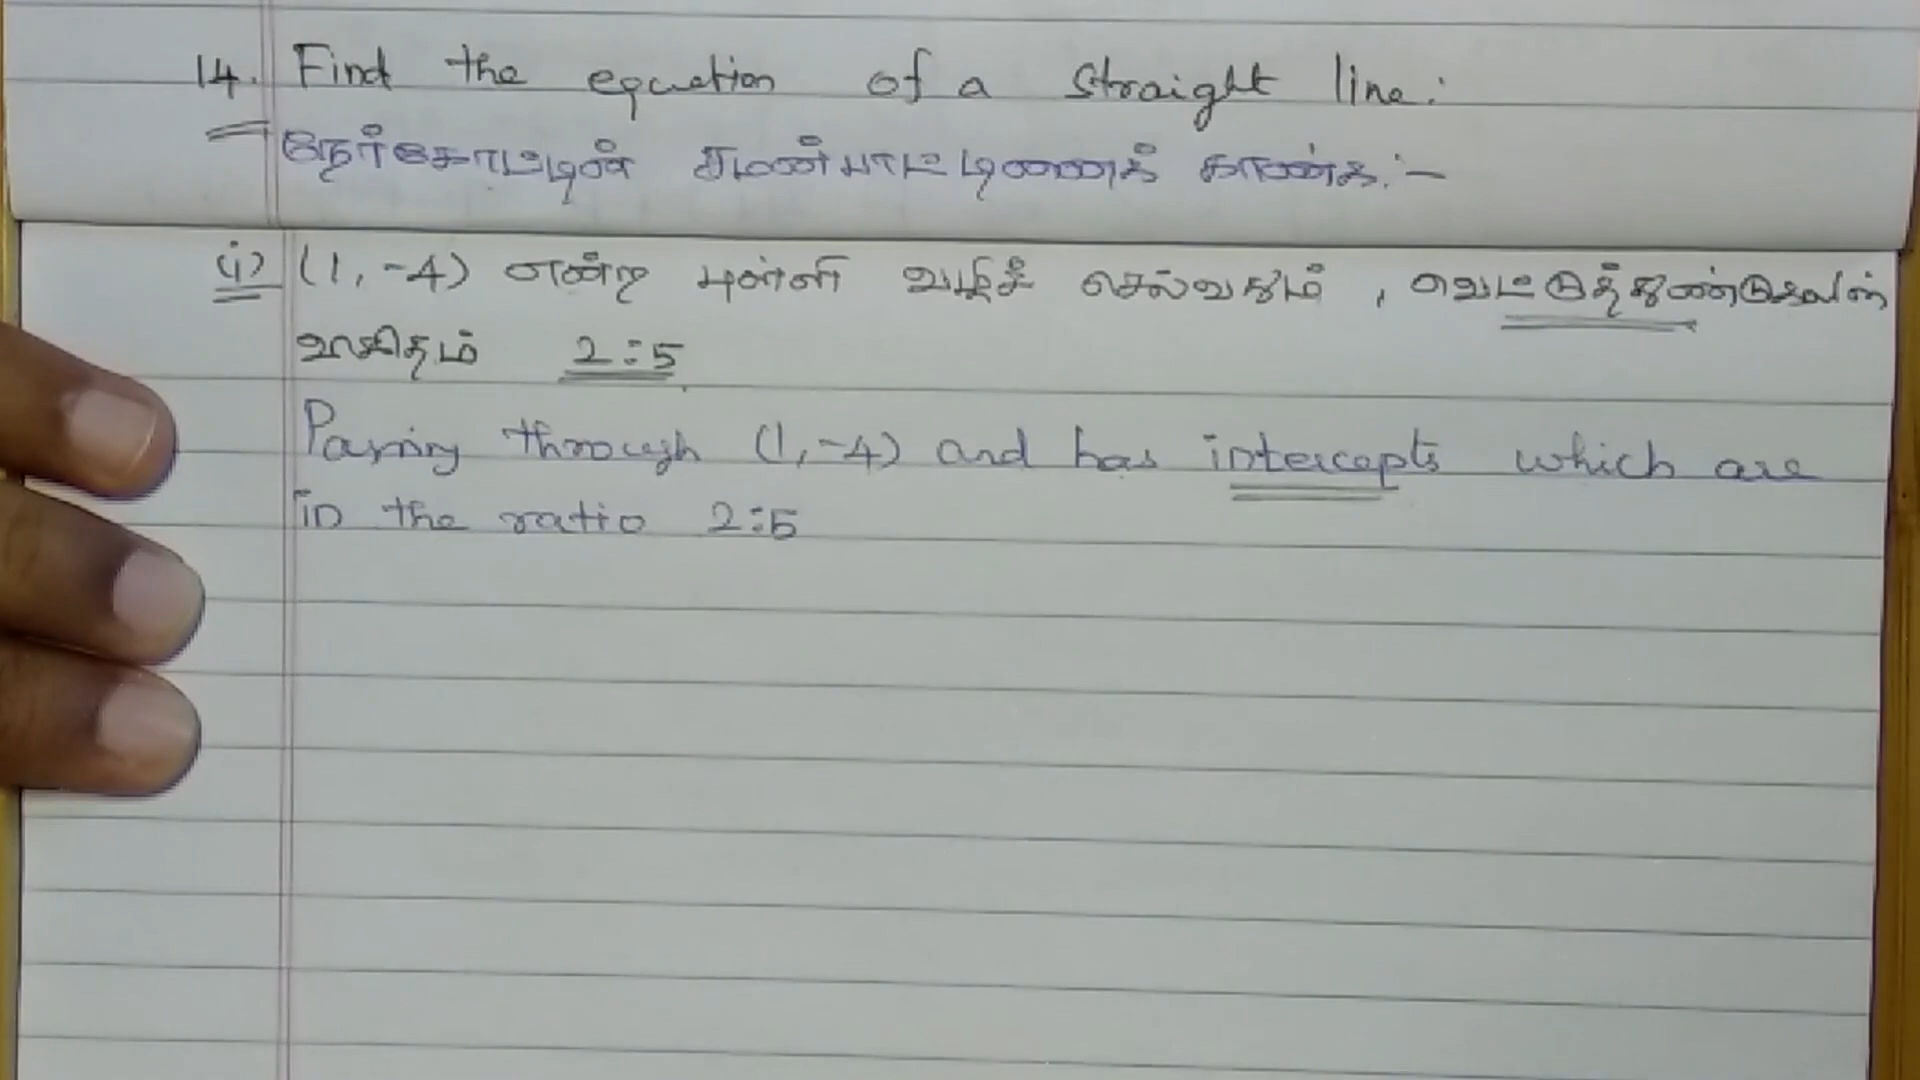 14. Find the equation of a straight line:
நேர்கோட்டின் சமன்பாட்டினைக் காண்க:-
(i) (1, -4) என்ற புள்ளி வழிச் செல்வதும், வெட்டுத்துண்டுகளின்
விகிதம் 2:5
Passing through (1, -4) and has intercepts which are
in the ratio 2:5